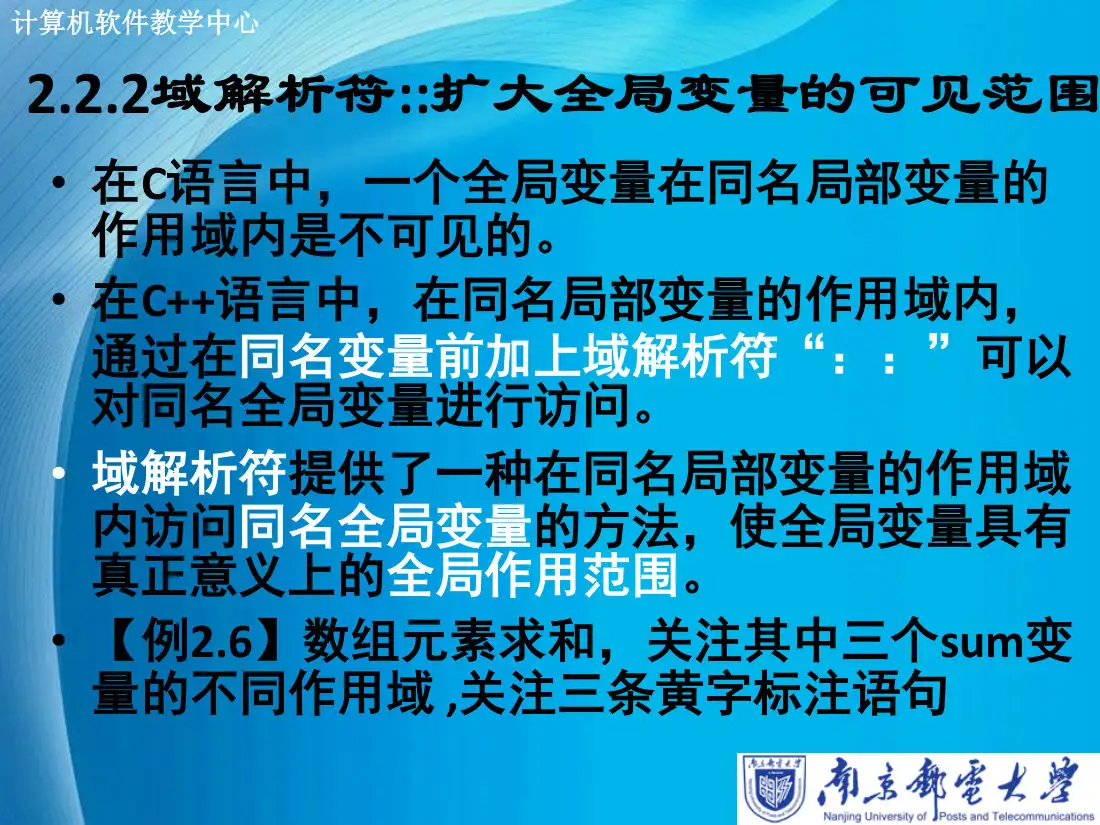 计算机软件教学中心
2.2.2域解析符::扩大全局变量的可见范围
• 在C语言中，一个全局变量在同名局部变量的
作用域内是不可见的。
• 在C++语言中，在同名局部变量的作用域内，
通过在同名变量前加上域解析符“：：”可以
对同名全局变量进行访问。
• 域解析符提供了一种在同名局部变量的作用域
内访问同名全局变量的方法，使全局变量具有
真正意义上的全局作用范围。
• 【例2.6】数组元素求和，关注其中三个sum变
量的不同作用域 ,关注三条黄字标注语句
南京邮电大学
Nanjing University of Posts and Telecommunications